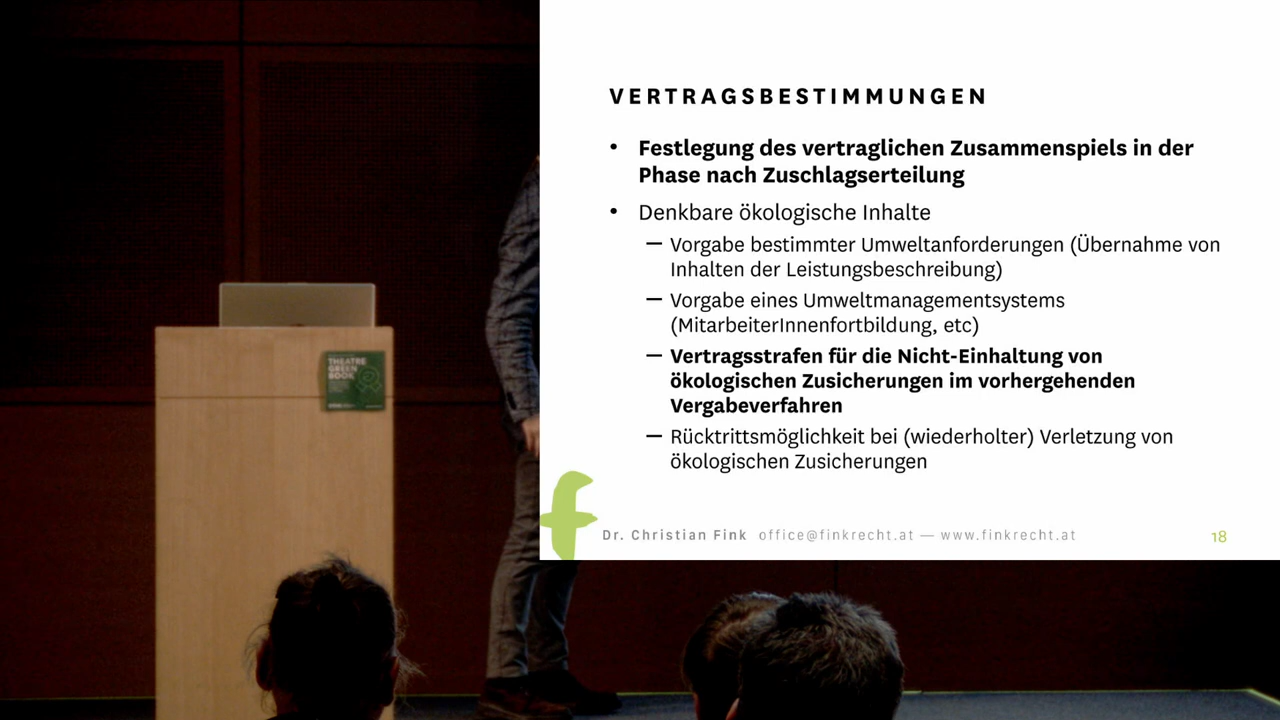 VERTRAGSBESTIMMUNGEN
• Festlegung des vertraglichen Zusammenspiels in der
Phase nach Zuschlagserteilung
• Denkbare ökologische Inhalte
— Vorgabe bestimmter Umweltanforderungen (Übernahme von
Inhalten der Leistungsbeschreibung)
— Vorgabe eines Umweltmanagementsystems
(MitarbeiterInnenfortbildung, etc)
— Vertragsstrafen für die Nicht-Einhaltung von
ökologischen Zusicherungen im vorhergehenden
Vergabeverfahren
— Rücktrittsmöglichkeit bei (wiederholter) Verletzung von
ökologischen Zusicherungen
f
Dr. Christian Fink office@finkrecht.at — www.finkrecht.at
18
THEATRE
GREEN
BOOK